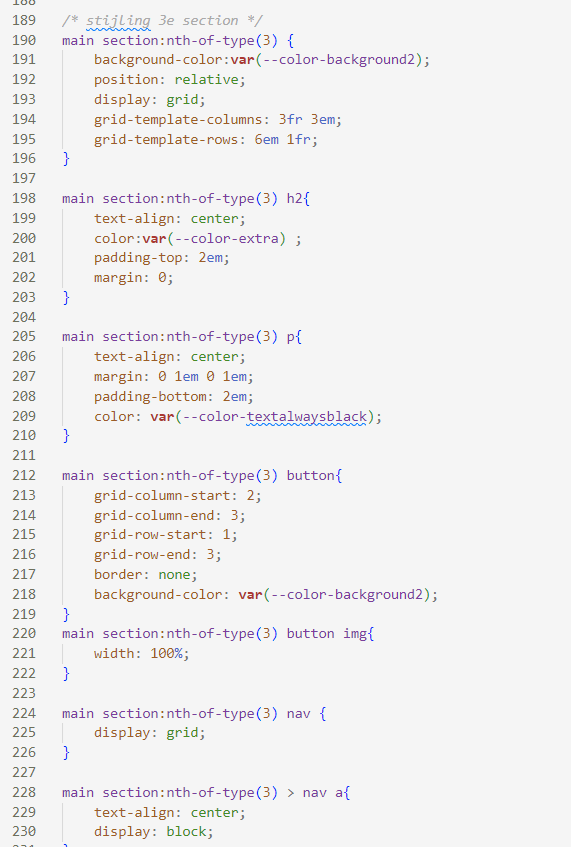 188
189 /* stijling 3e section */
190 main section:nth-of-type(3) {
191 background-color:var(--color-background2);
192 position: relative;
193 display: grid;
194 grid-template-columns: 3fr 3em;
195 grid-template-rows: 6em 1fr;
196 }
197
198 main section:nth-of-type(3) h2{
199 text-align: center;
200 color:var(--color-extra) ;
201 padding-top: 2em;
202 margin: 0;
203 }
204
205 main section:nth-of-type(3) p{
206 text-align: center;
207 margin: 0 1em 0 1em;
208 padding-bottom: 2em;
209 color: var(--color-textalwaysblack);
210 }
211
212 main section:nth-of-type(3) button{
213 grid-column-start: 2;
214 grid-column-end: 3;
215 grid-row-start: 1;
216 grid-row-end: 3;
217 border: none;
218 background-color: var(--color-background2);
219 }
220 main section:nth-of-type(3) button img{
221 width: 100%;
222 }
223
224 main section:nth-of-type(3) nav {
225 display: grid;
226 }
227
228 main section:nth-of-type(3) > nav a{
229 text-align: center;
230 display: block;
231 }